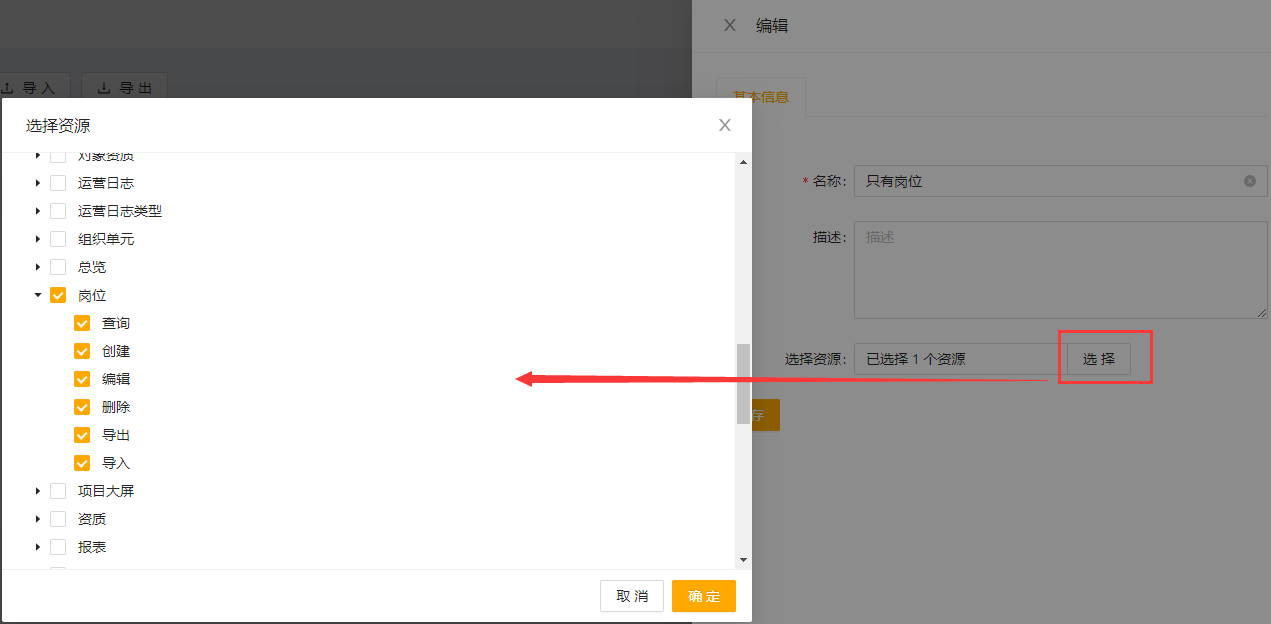 编辑
导 入
导 出
基本信息
选择资源
对象资质
运营日志
运营日志类型
组织单元
总览
岗位
查询
创建
编辑
删除
导出
导入
项目大屏
资质
报表
取 消
确 定
* 名称:
只有岗位
描述:
描述
选择资源:
已选择 1 个资源
选 择
存